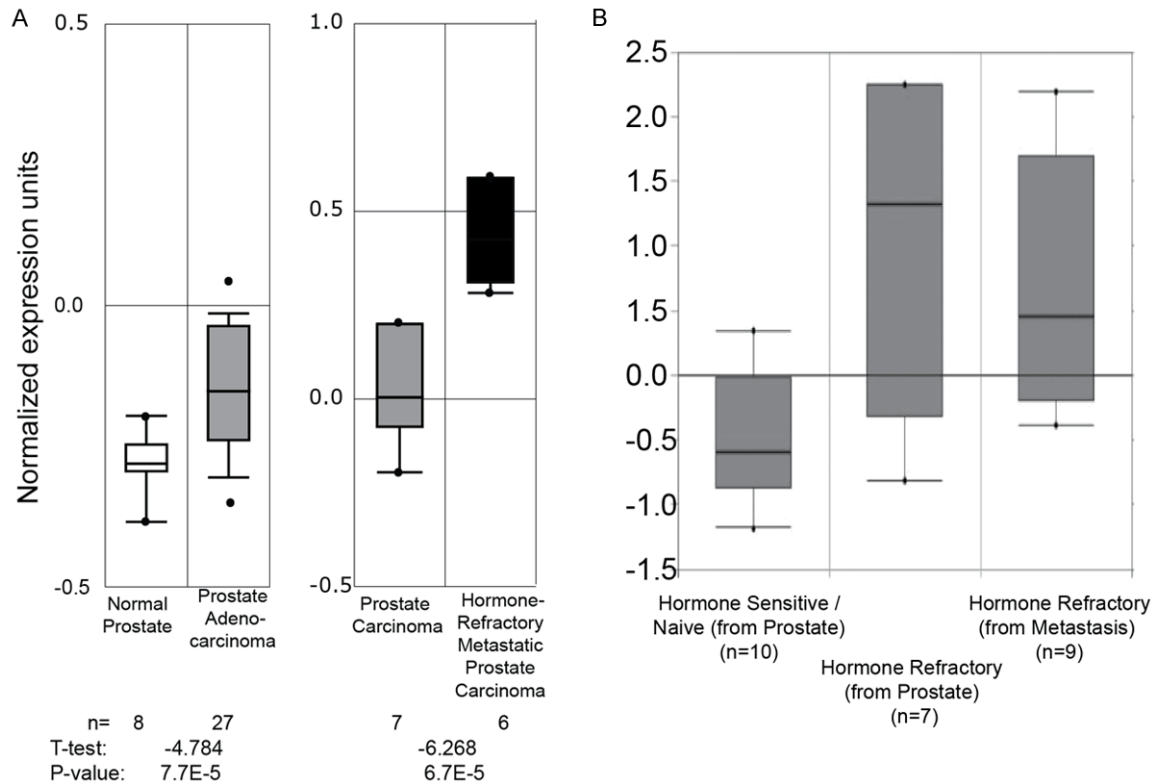 A
Normalized expression units
0.5
0.0
-0.5
Normal
Prostate
Prostate
Adeno-
carcinoma
1.0
0.5
0.0
-0.5
Prostate
Carcinoma
Hormone-
Refractory
Metastatic
Prostate
Carcinoma
n= 8 27 7 6
T-test: -4.784 -6.268
P-value: 7.7E-5 6.7E-5
B
2.5
2.0
1.5
1.0
1.5
0.0
-0.5
-1.0
-1.5
Hormone Sensitive /
Naive (from Prostate)
(n=10)
Hormone Refractory
(from Prostate)
(n=7)
Hormone Refractory
(from Metastasis)
(n=9)